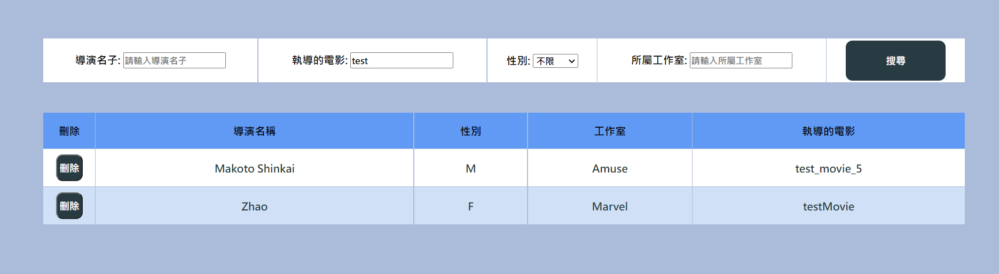 導演名子: 請輸入導演名子 執導的電影: test 性別: 不限 所屬工作室: 請輸入所屬工作室 搜尋
刪除 導演名稱 性別 工作室 執導的電影
刪除 Makoto Shinkai M Amuse test_movie_5
刪除 Zhao F Marvel testMovie